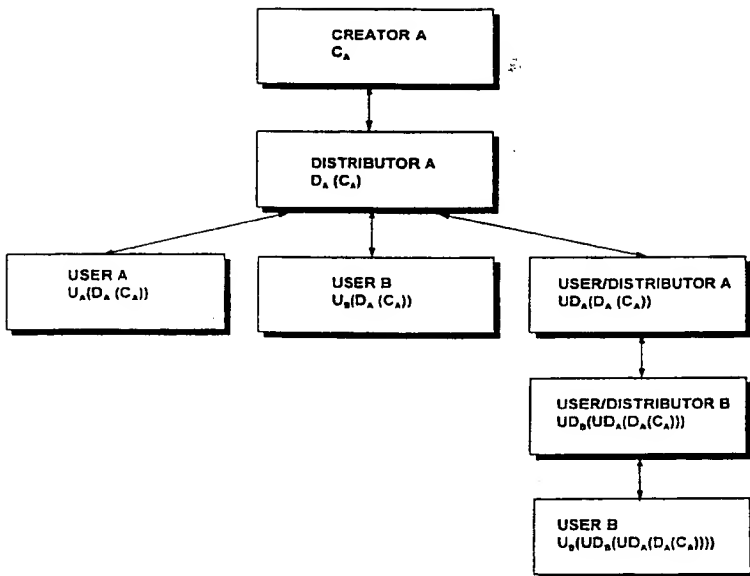 CREATOR A
C_A
DISTRIBUTOR A
D_A (C_A)
USER A
U_A(D_A (C_A))
USER B
U_B(D_A (C_A))
USER/DISTRIBUTOR A
UD_A(D_A (C_A))
USER/DISTRIBUTOR B
UD_B(UD_A(D_A(C_A)))
USER B
U_B(UD_B(UD_A(D_A(C_A))))